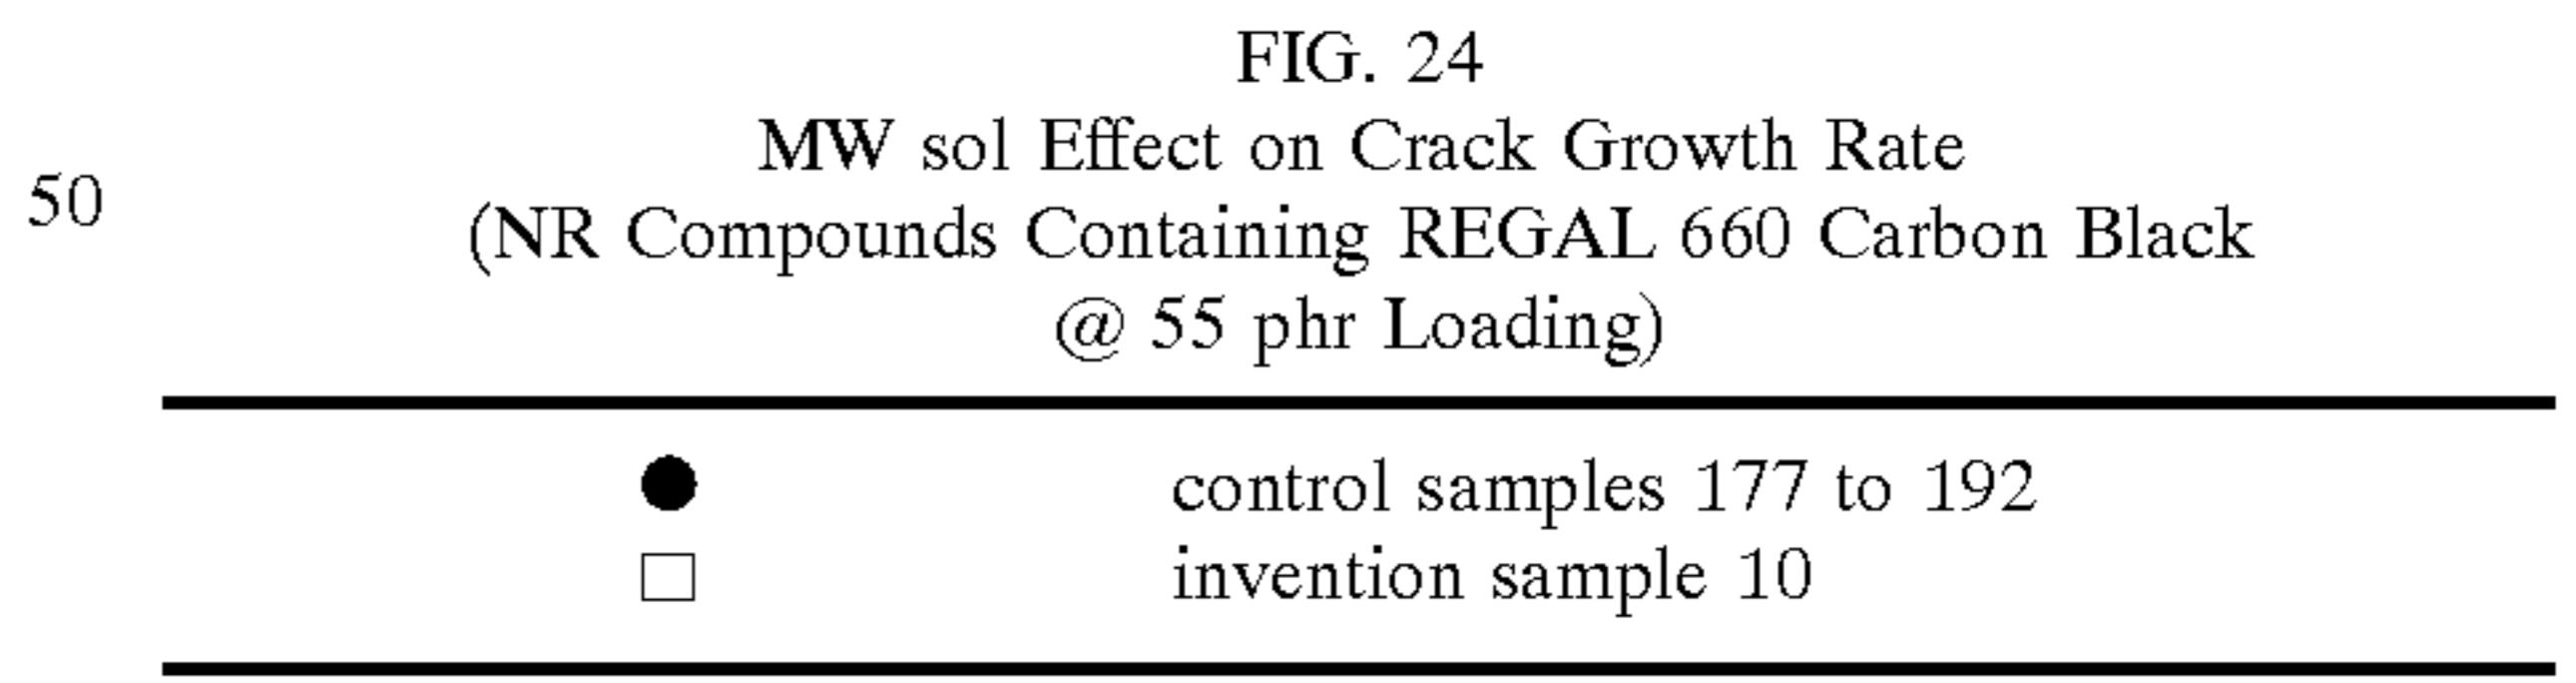 FIG. 24
MW sol Effect on Crack Growth Rate
50
(NR Compounds Containing REGAL 660 Carbon Black
@ 55 phr Loading)
● control samples 177 to 192
□ invention sample 10